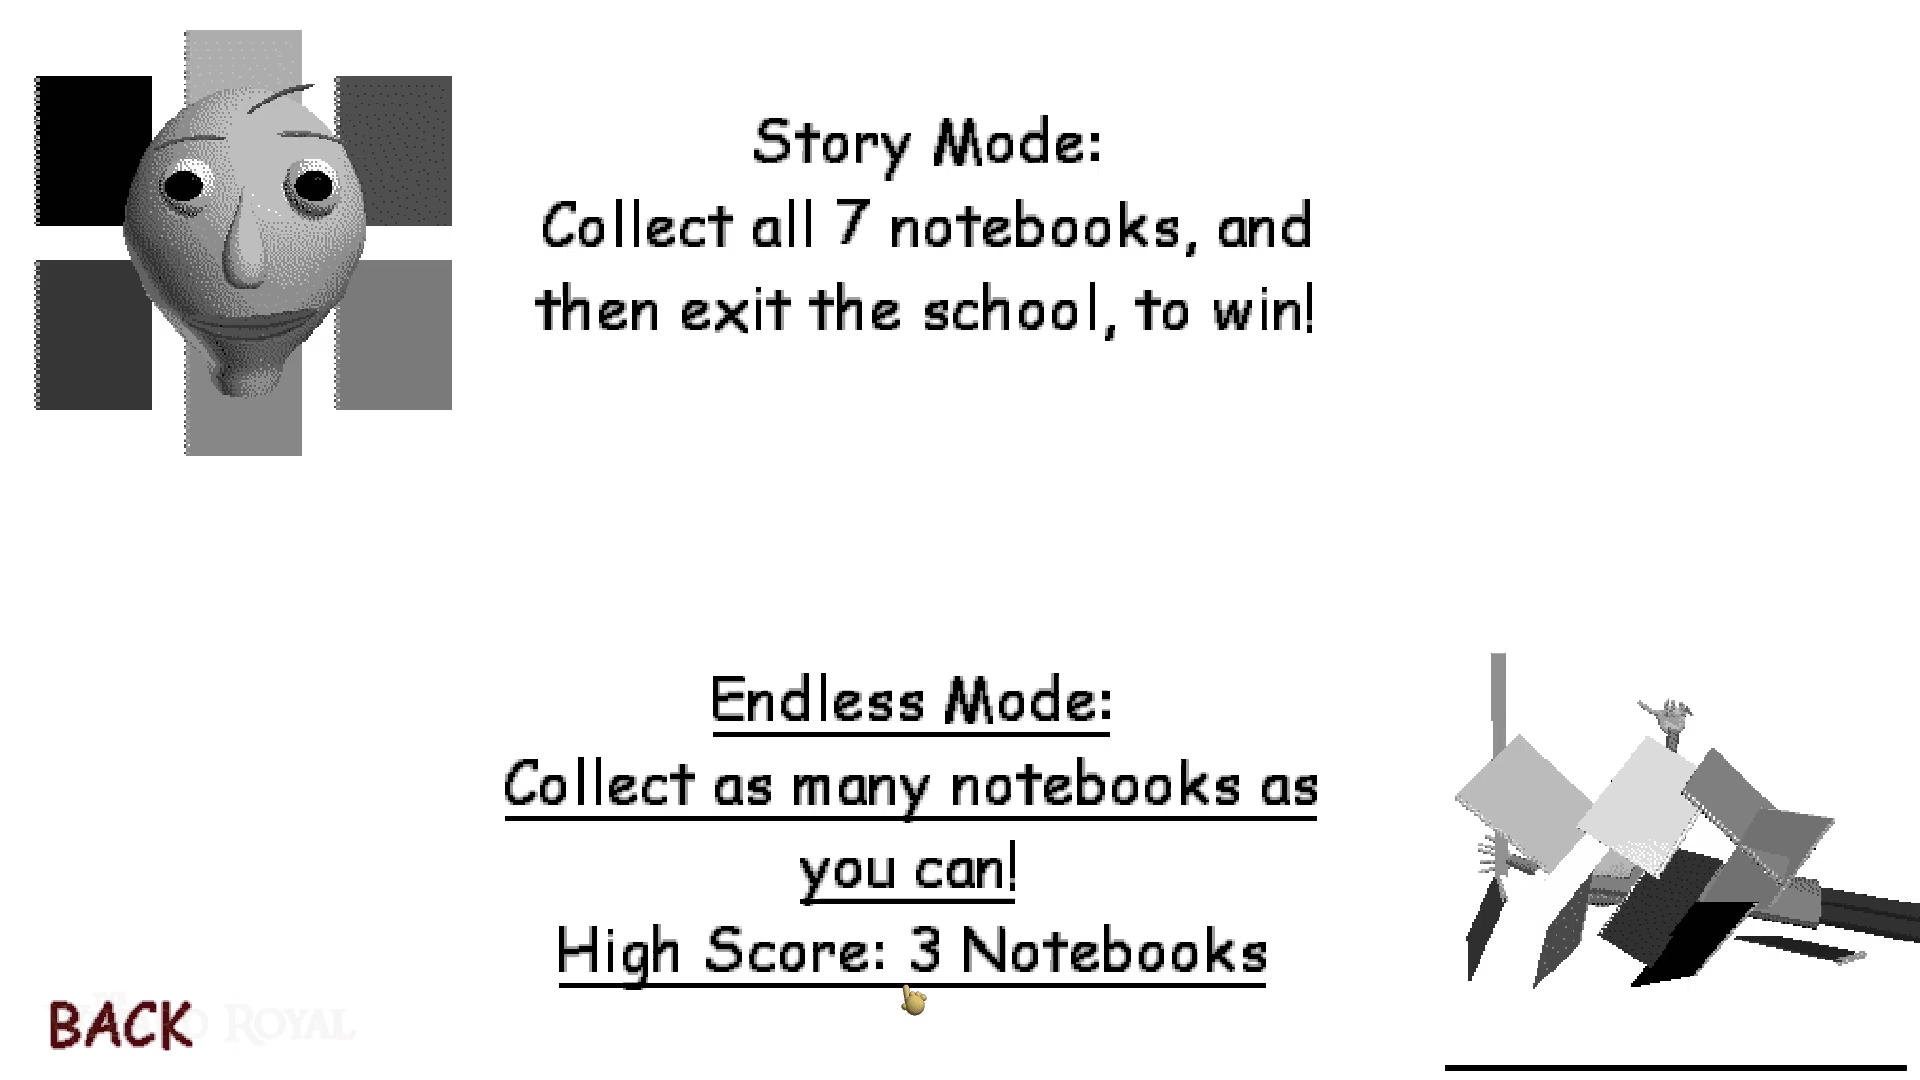 Story Mode:
Collect all 7 notebooks, and
then exit the school, to win!
Endless Mode:
Collect as many notebooks as
you can!
High Score: 3 Notebooks
BACK
ROYAL